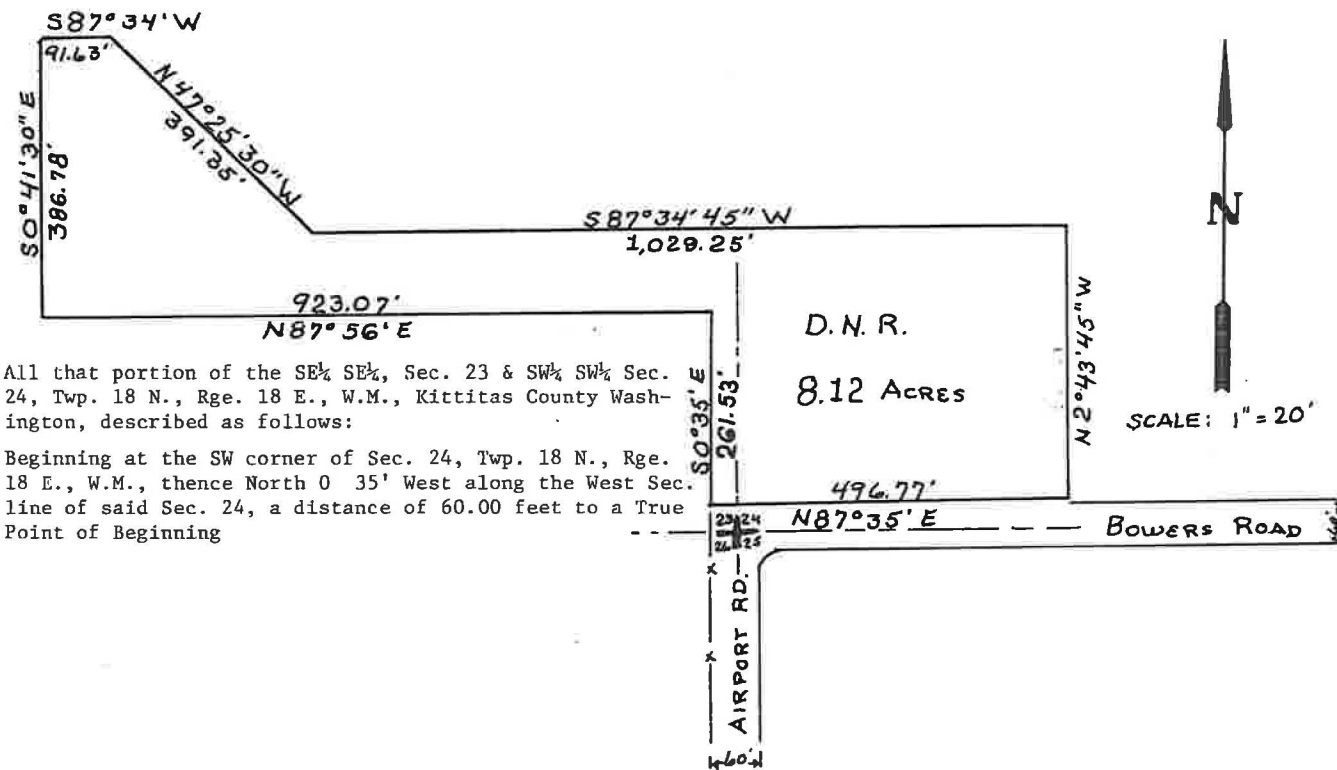 S87°34'W
91.63'
N47°25'30"W
391.35'
S0°41'30"E
386.78'
S87°34'45"W
1,029.25'
923.07'
N87°56'E
D.N.R.
8.12 ACRES
N2°43'45"W
N
SCALE: 1"=20'
S0°35'E
261.53'
All that portion of the SE¼ SE¼, Sec. 23 & SW¼ SW¼ Sec.
24, Twp. 18 N., Rge. 18 E., W.M., Kittitas County Wash-
ington, described as follows:
Beginning at the SW corner of Sec. 24, Twp. 18 N., Rge.
18 E., W.M., thence North 0 35' West along the West Sec.
line of said Sec. 24, a distance of 60.00 feet to a True
Point of Beginning
496.77'
N87°35'E
23 24
26 25
BOWERS ROAD
AIRPORT RD.
60'